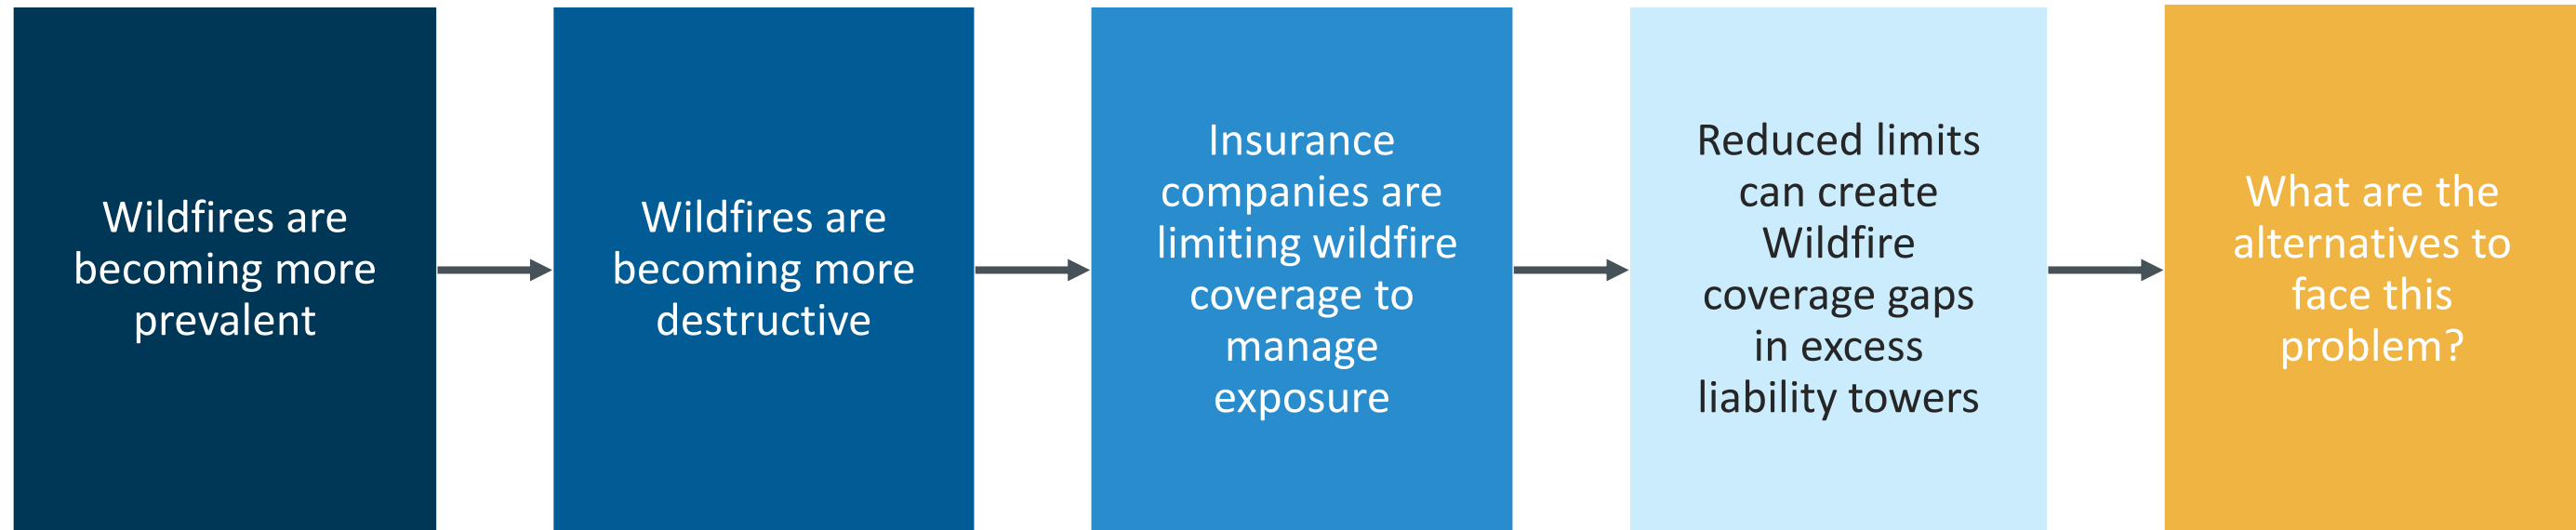 Wildfires are
becoming more
prevalent
Wildfires are
becoming more
destructive
Insurance
companies are
limiting wildfire
coverage to
manage
exposure
Reduced limits
can create
Wildfire
coverage gaps
in excess
liability towers
What are the
alternatives to
face this
problem?